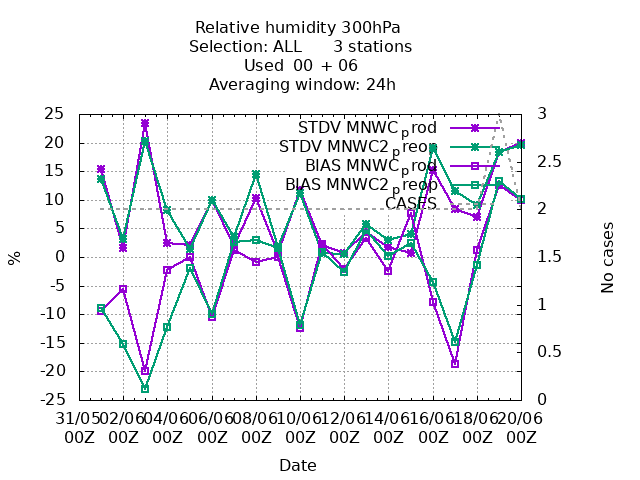 Relative humidity 300hPa
Selection: ALL 3 stations
Used 00 + 06
Averaging window: 24h
25
20
15
10
5
0
-5
-10
-15
-20
-25
%
3
2.5
2
1.5
1
0.5
0
No cases
STDV MNWC_prod
STDV MNWC2_preop
BIAS MNWC_prod
BIAS MNWC2_preop
CASES
31/05 02/06 04/06 06/06 08/06 10/06 12/06 14/06 16/06 18/06 20/06
00Z 00Z 00Z 00Z 00Z 00Z 00Z 00Z 00Z 00Z 00Z
Date